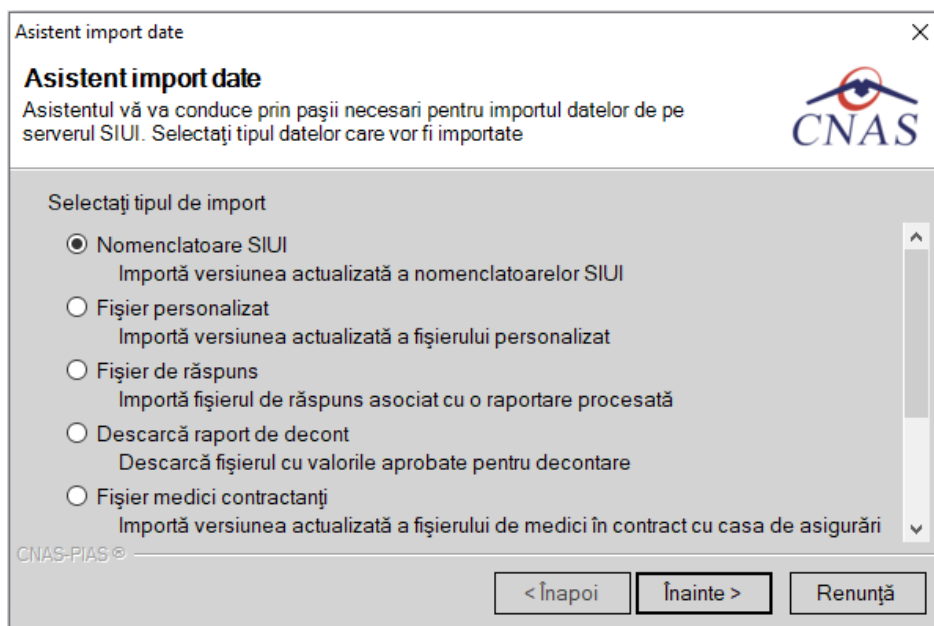 Asistent import date
Asistent import date
Asistentul vă va conduce prin pașii necesari pentru importul datelor de pe
serverul SIUI. Selectați tipul datelor care vor fi importate
CNAS
Selectaţi tipul de import
Nomenclatoare SIUI
Importă versiunea actualizată a nomenclatoarelor SIUI
Fişier personalizat
Importă versiunea actualizată a fişierului personalizat
Fişier de răspuns
Importă fişierul de răspuns asociat cu o raportare procesată
Descarcă raport de decont
Descarcă fişierul cu valorile aprobate pentru decontare
Fişier medici contractanţi
Importă versiunea actualizată a fişierului de medici în contract cu casa de asigurări
CNAS-PIAS ®
< Înapoi
Înainte >
Renunţă